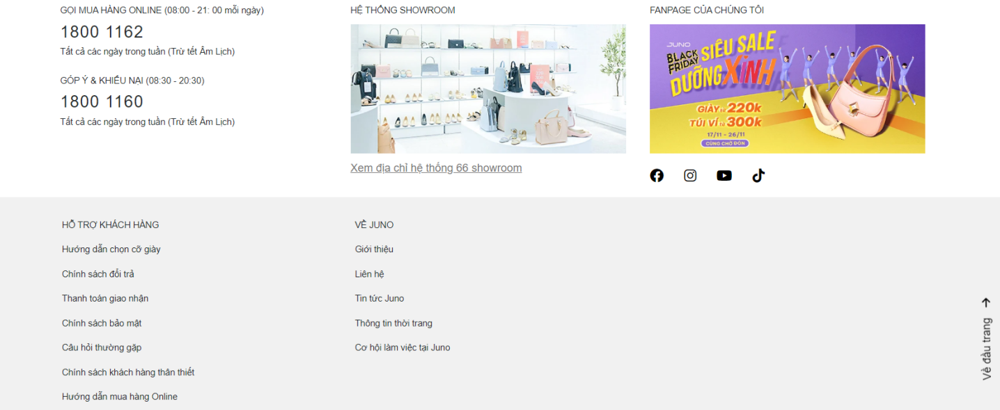 GỌI MUA HÀNG ONLINE (08:00 - 21: 00 mỗi ngày)
1800 1162
Tất cả các ngày trong tuần (Trừ tết Âm Lịch)
GÓP Ý & KHIẾU NẠI (08:30 - 20:30)
1800 1160
Tất cả các ngày trong tuần (Trừ tết Âm Lịch)
HỆ THỐNG SHOWROOM
Xem địa chỉ hệ thống 66 showroom
FANPAGE CỦA CHÚNG TÔI
JUNO
BLACK FRIDAY
SIÊU SALE
DƯỠNG XINH
GIÀY TỪ 220k
TÚI VÍ TỪ 300k
17/11 - 26/11
CÙNG CHỜ ĐÓN
HỖ TRỢ KHÁCH HÀNG
Hướng dẫn chọn cỡ giày
Chính sách đổi trả
Thanh toán giao nhận
Chính sách bảo mật
Câu hỏi thường gặp
Chính sách khách hàng thân thiết
Hướng dẫn mua hàng Online
VỀ JUNO
Giới thiệu
Liên hệ
Tin tức Juno
Thông tin thời trang
Cơ hội làm việc tại Juno
Về đầu trang